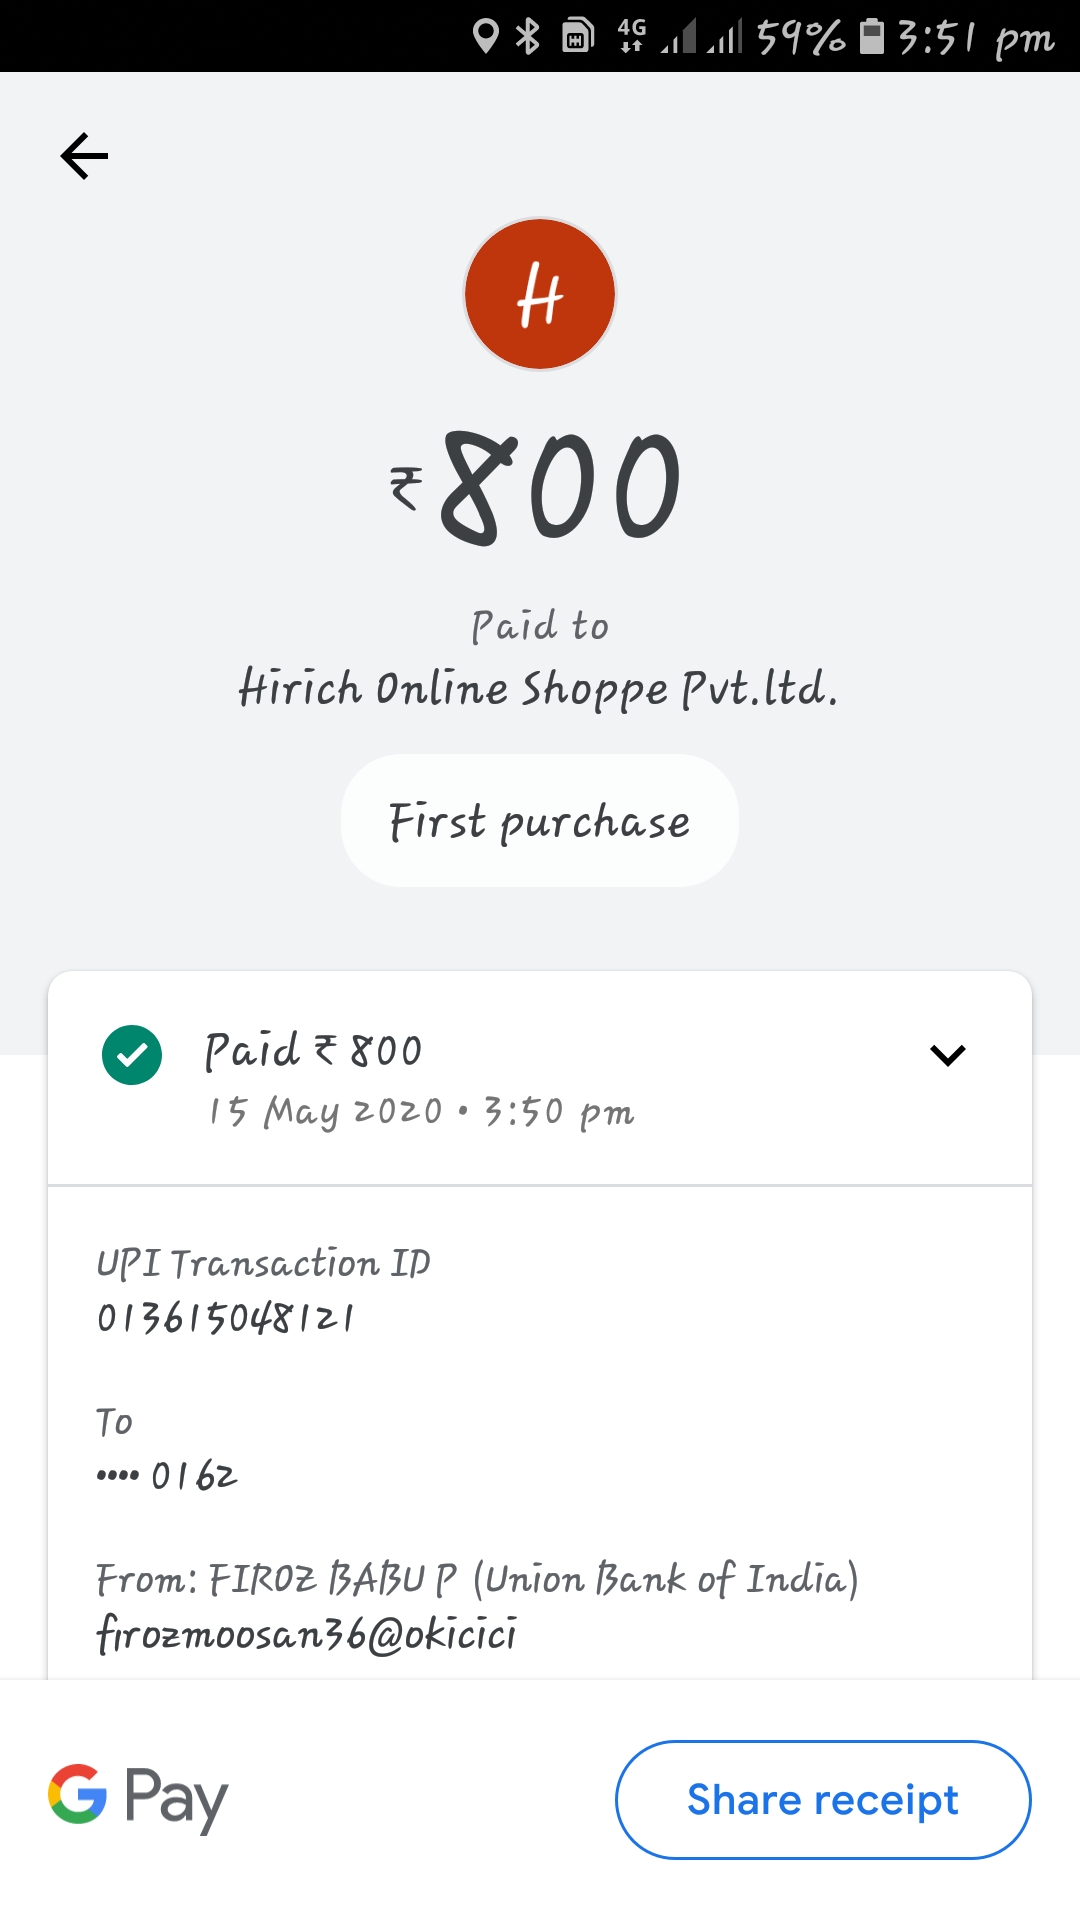 4G 59% 3:51 pm
H
₹800
Paid to
Hirich Online Shoppe Pvt.ltd.
First purchase
Paid ₹ 800
15 May 2020 • 3:50 pm
UPI Transaction ID
013615048121
To
•••• 0162
From: FIROZ BABU P (Union Bank of India)
firozmoosan36@okicici
G Pay
Share receipt